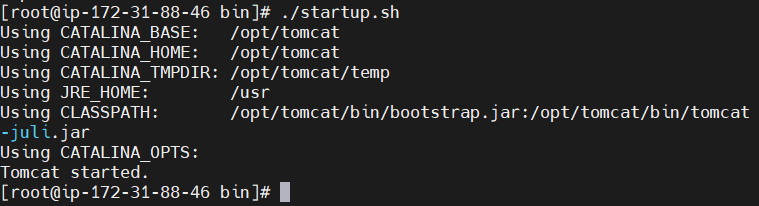 [root@ip-172-31-88-46 bin]# ./startup.sh
Using CATALINA_BASE:   /opt/tomcat
Using CATALINA_HOME:   /opt/tomcat
Using CATALINA_TMPDIR: /opt/tomcat/temp
Using JRE_HOME:        /usr
Using CLASSPATH:       /opt/tomcat/bin/bootstrap.jar:/opt/tomcat/bin/tomcat
-juli.jar
Using CATALINA_OPTS:
Tomcat started.
[root@ip-172-31-88-46 bin]#